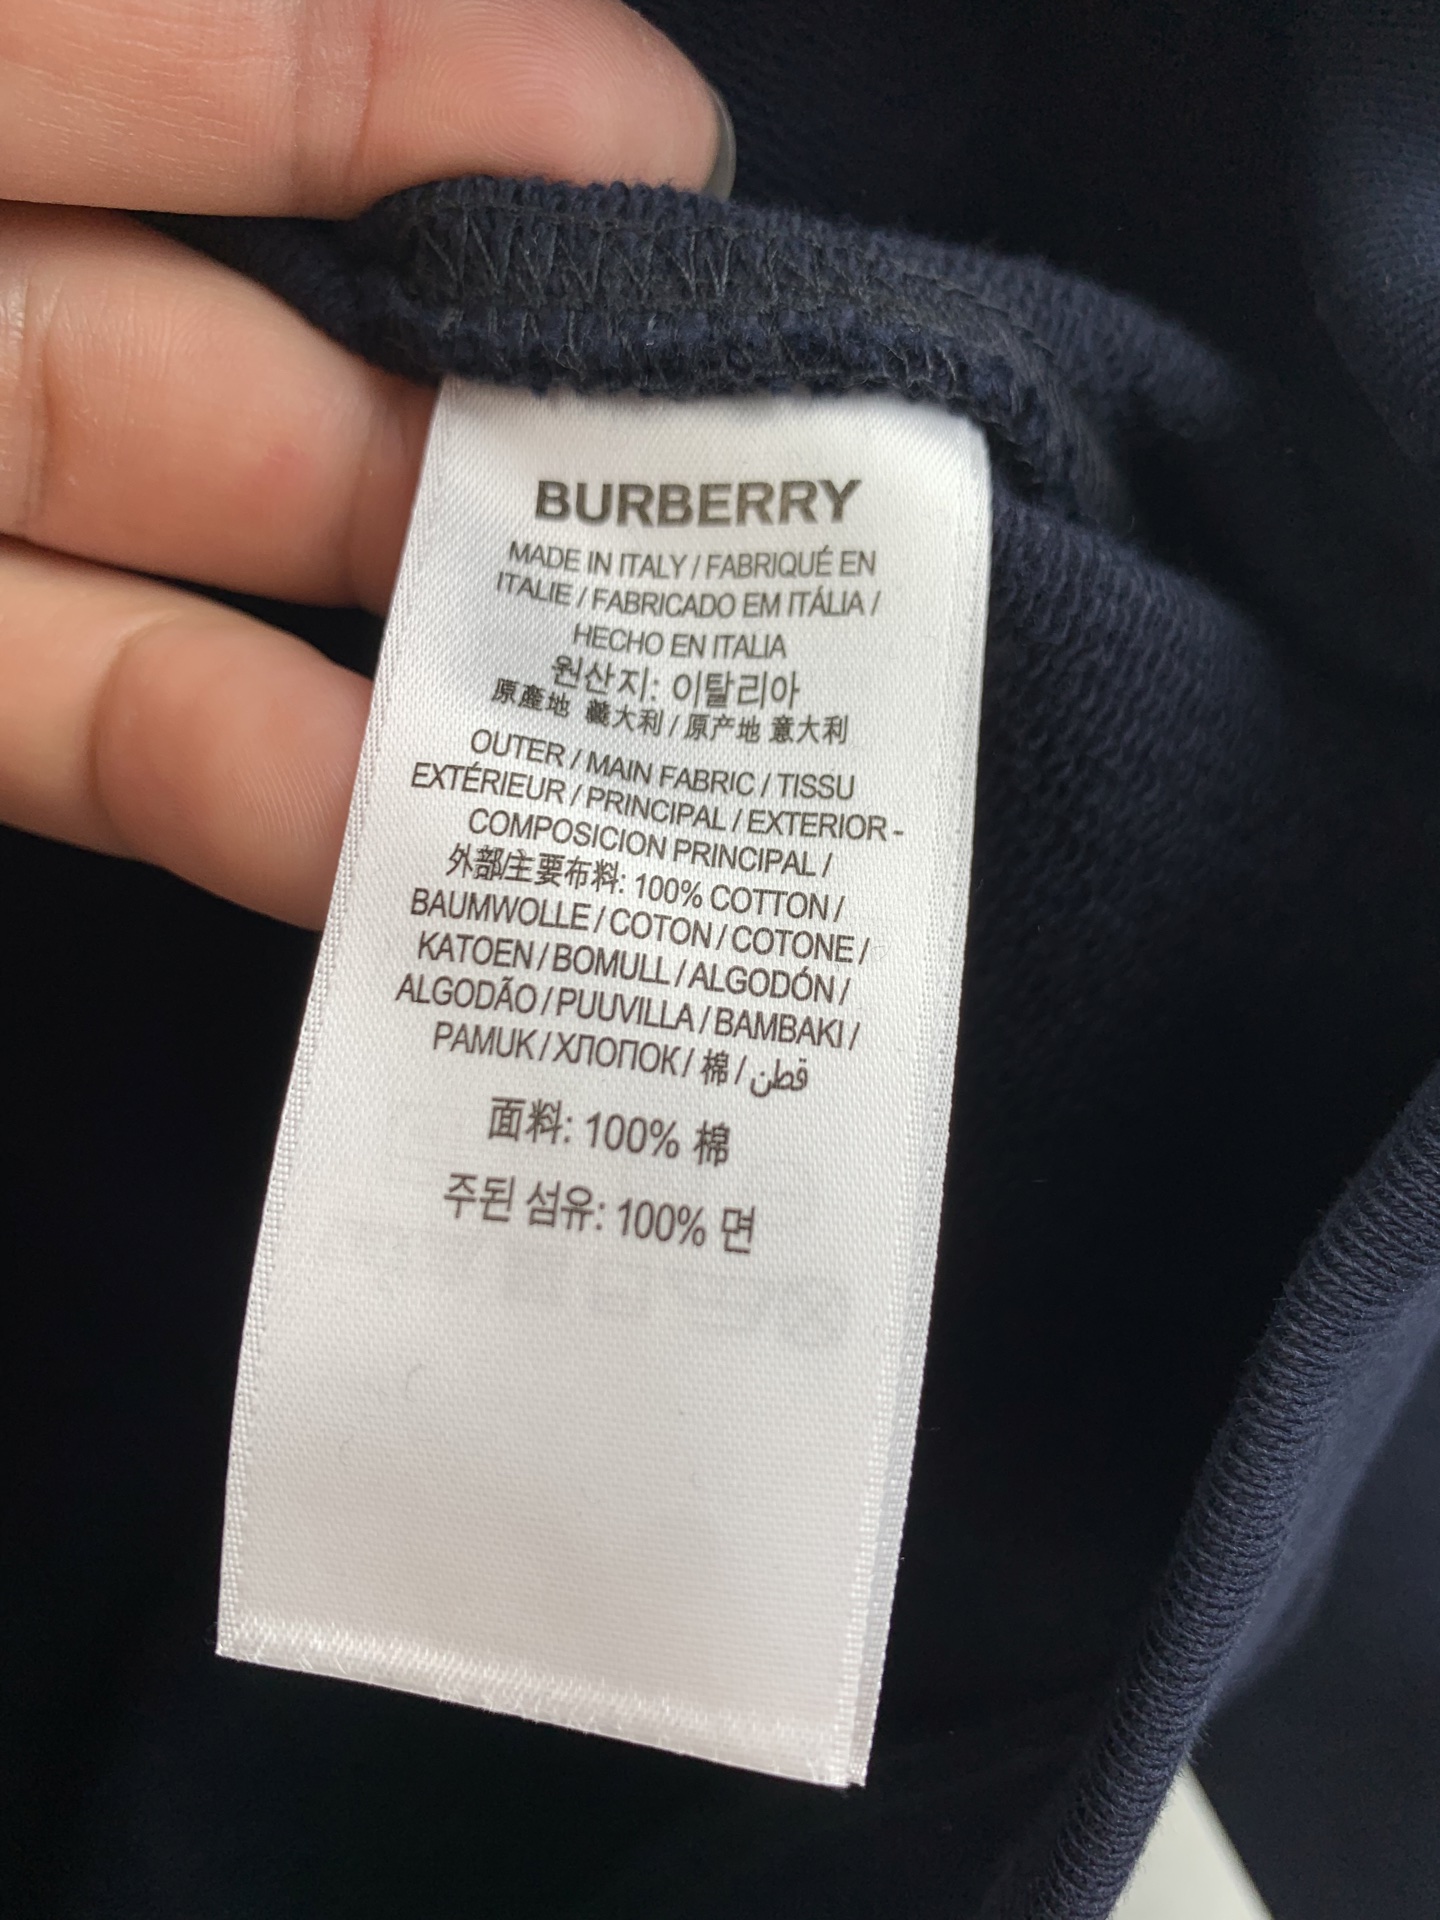 BURBERRY
MADE IN ITALY / FABRIQUÉ EN
ITALIE / FABRICADO EM ITÁLIA /
HECHO EN ITALIA
원산지: 이탈리아
原產地 義大利 / 原产地 意大利
OUTER / MAIN FABRIC / TISSU
EXTÉRIEUR / PRINCIPAL / EXTERIOR -
COMPOSICION PRINCIPAL /
外部/主要布料: 100% COTTON /
BAUMWOLLE / COTON / COTONE /
KATOEN / BOMULL / ALGODÓN /
ALGODÃO / PUUVILLA / BAMBAKI /
PAMUK / ХЛОПОК / 棉 / قطن
面料: 100% 棉
주된 섬유: 100% 면